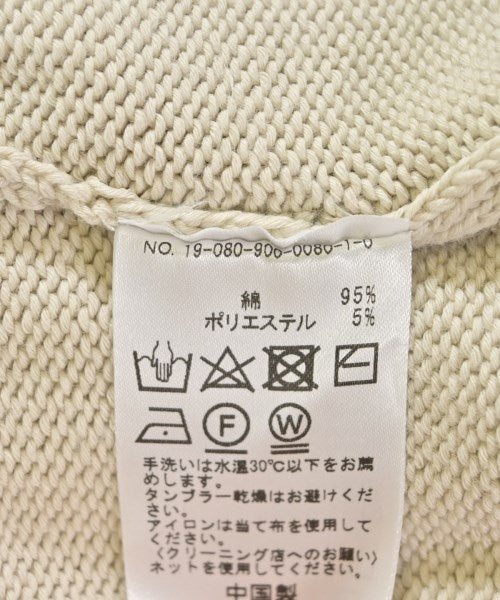 NO. 19-080-906-0080-1-0
綿 95%
ポリエステル 5%
F W
手洗いは水温30℃以下をお薦
めします。
タンブラー乾燥はお避けくだ
さい。
アイロンは当て布を使用して
ください。
〈クリーニング店へのお願い〉
ネットを使用してください。
中国製